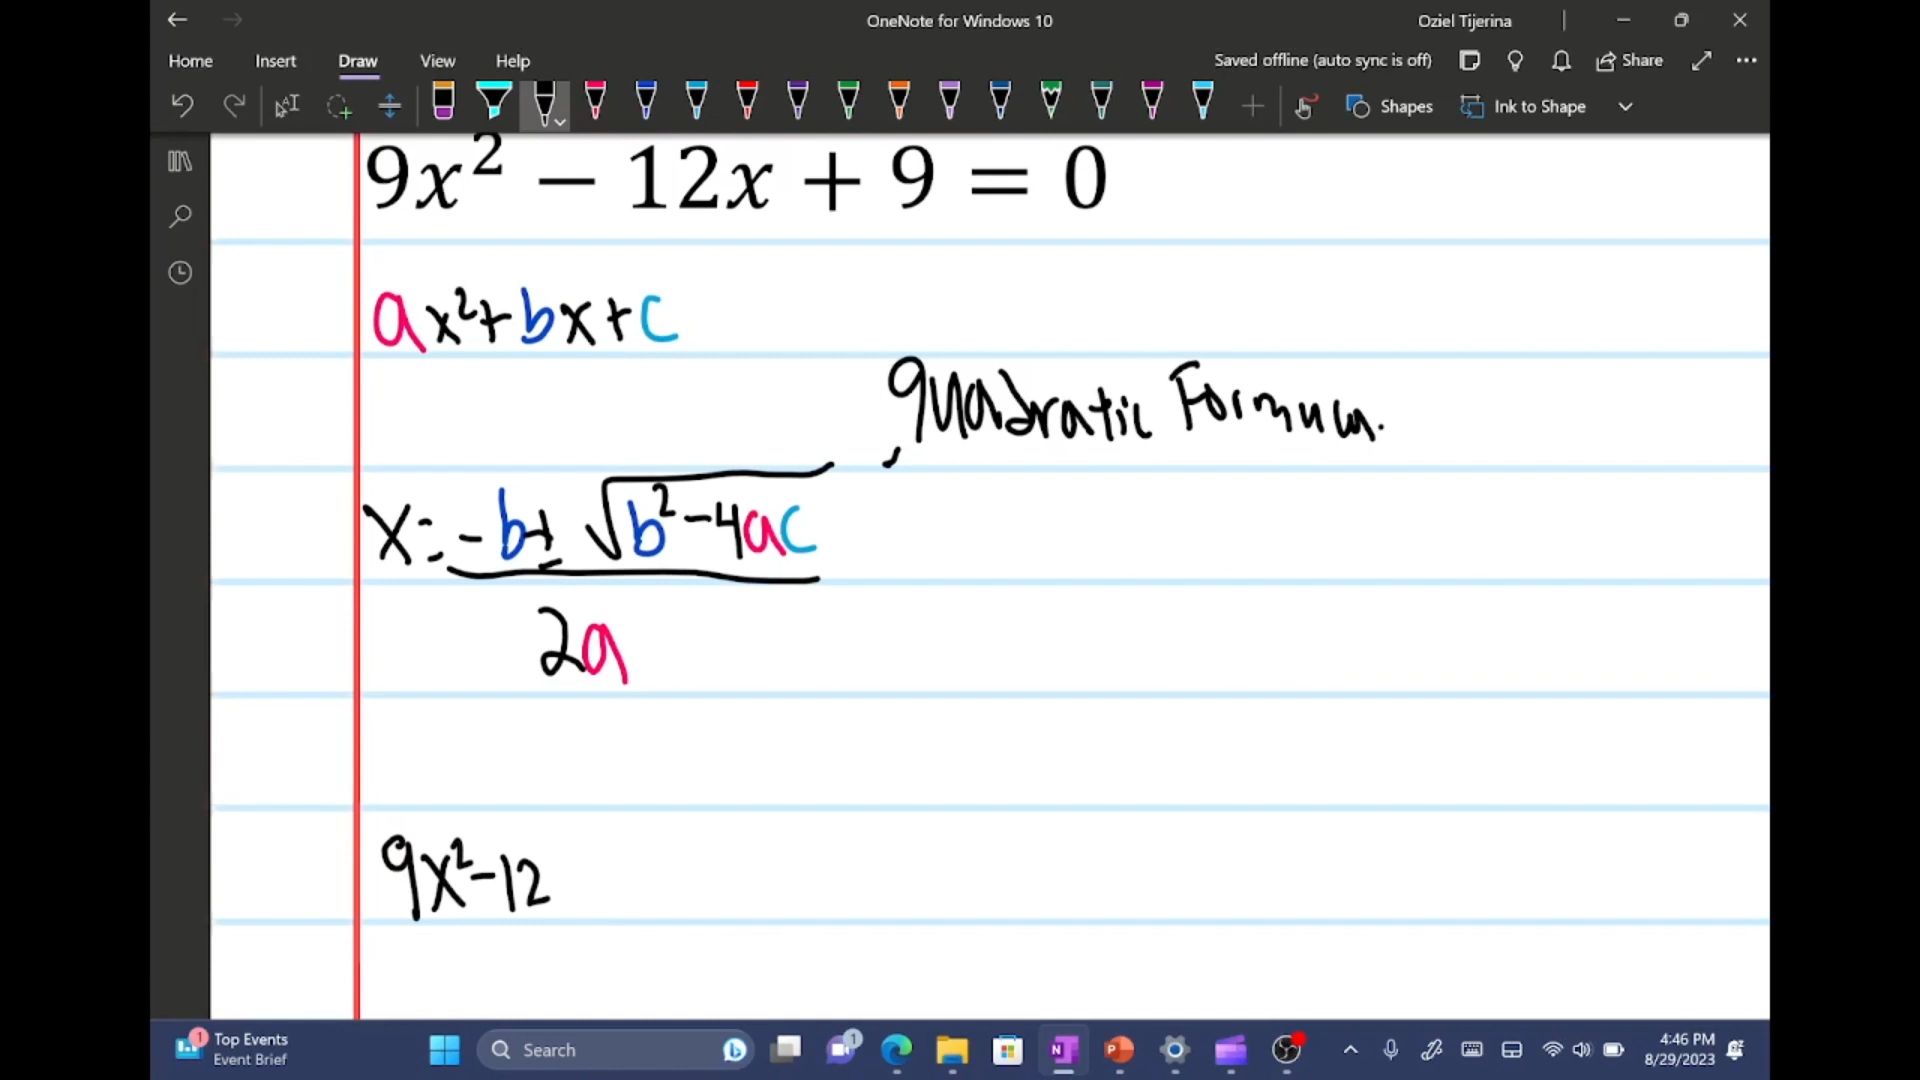 OneNote for Windows 10
Oziel Tijerina
Home Insert Draw View Help
Saved offline (auto sync is off)
Share
Shapes
Ink to Shape
9x² − 12x + 9 = 0
ax²+bx+c
Quadratic Formula.
x = -b ± √b²-4ac
2a
9x²-12
1
Top Events
Event Brief
Search
1
4:46 PM
8/29/2023